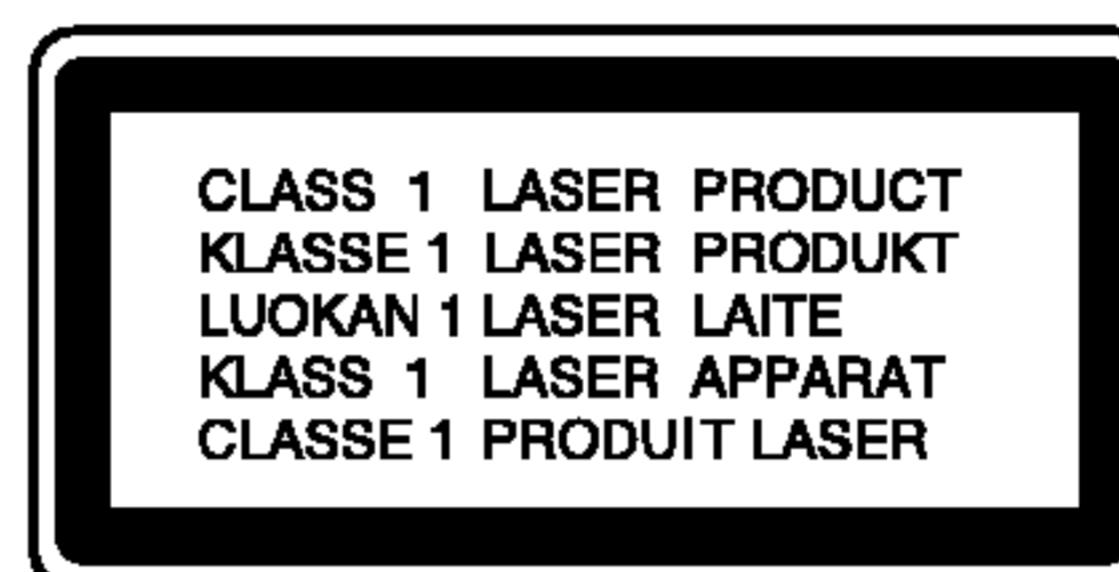 CLASS 1 LASER PRODUCT
KLASSE 1 LASER PRODUKT
LUOKAN 1 LASER LAITE
KLASS 1 LASER APPARAT
CLASSE 1 PRODUIT LASER